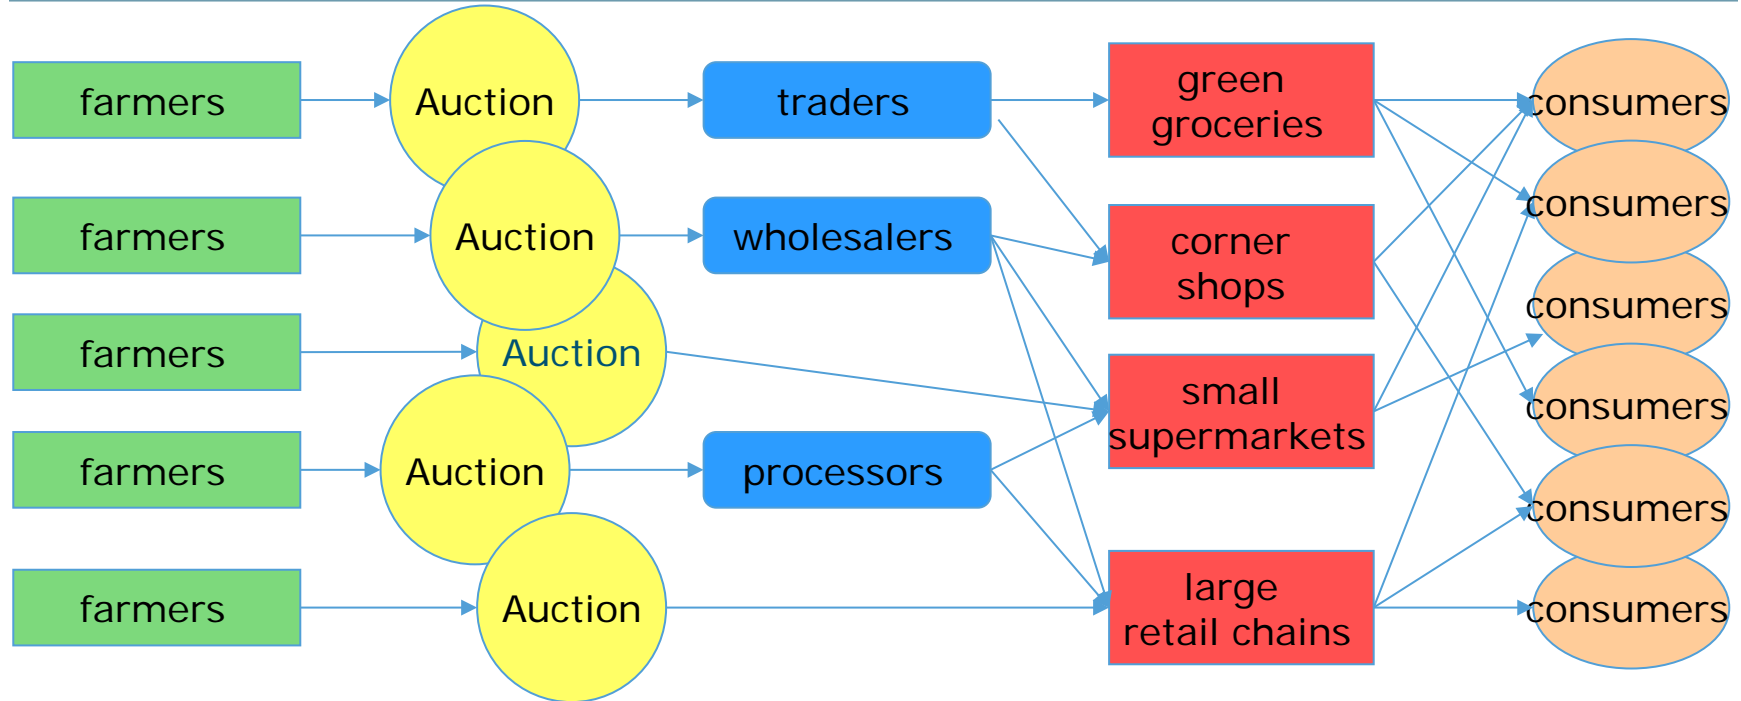 farmers
Auction
traders
green
groceries
consumers
farmers
Auction
wholesalers
corner
shops
consumers
farmers
Auction
consumers
small
supermarkets
consumers
farmers
Auction
processors
consumers
farmers
Auction
large
retail chains
consumers